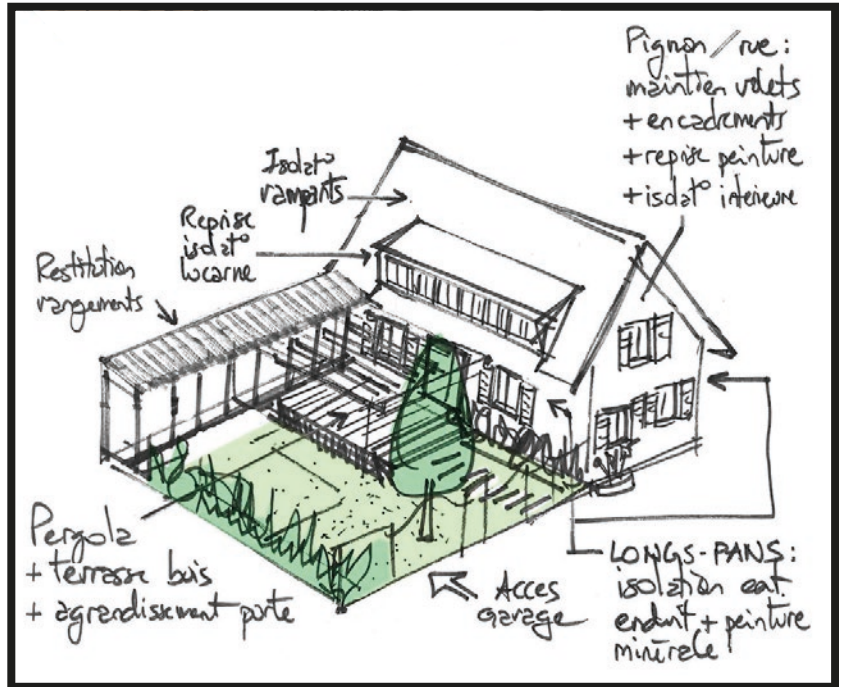 Pignon / rue :
maintien volets
+ encadrements
+ reprise peinture
+ isolat° intérieure
Isolat°
rampants
Reprise
isolat°
lucarne
Restitution
rangements
Pergola
+ terrasse bois
+ agrandissement porte
Acces
garage
LONGS-PANS :
isolation ext.
enduit + peinture
minérale